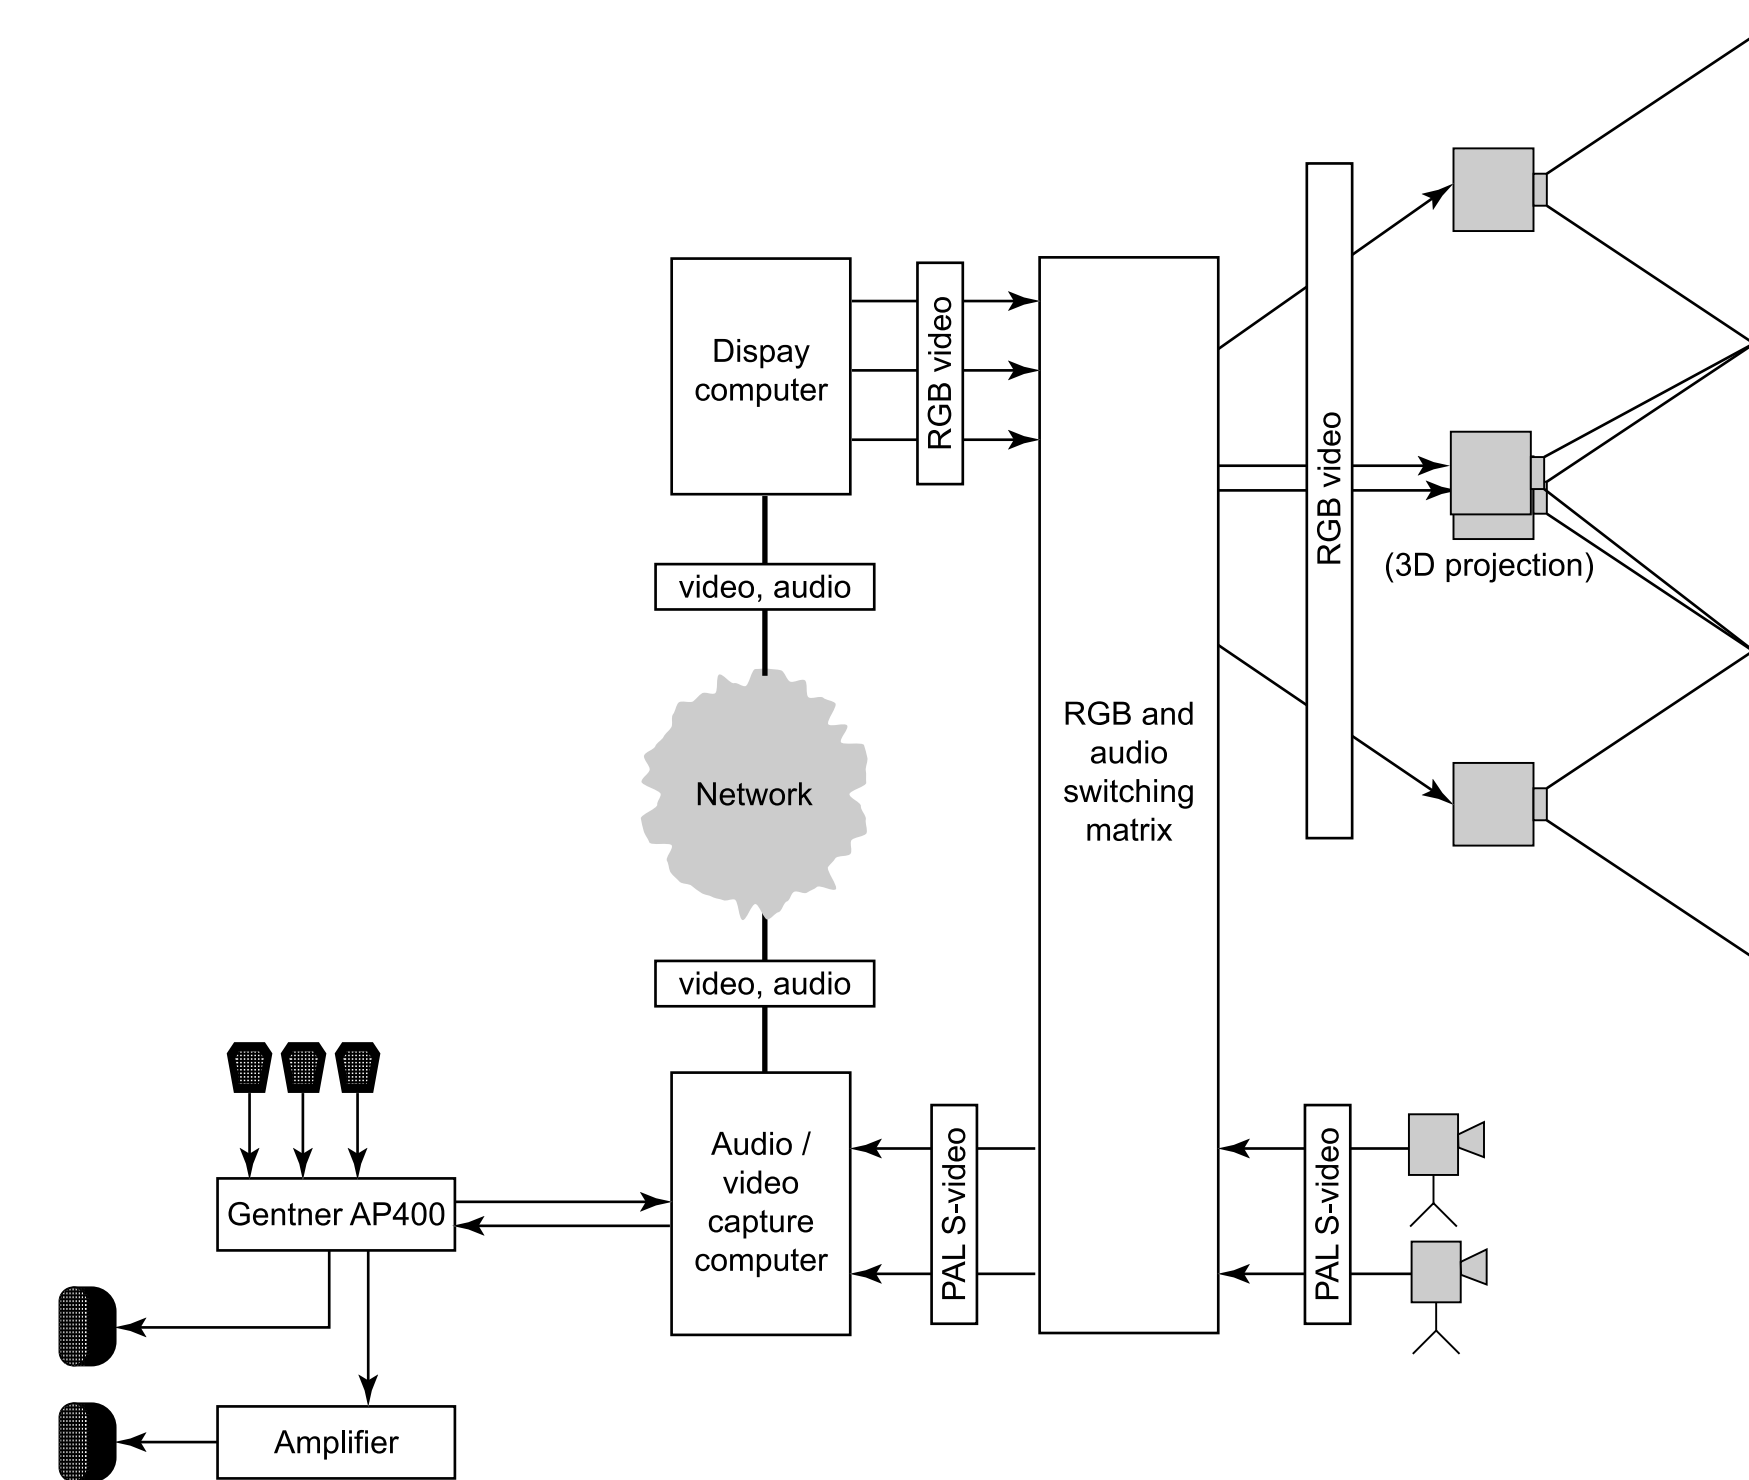 Dispay
computer
RGB video
RGB video
(3D projection)
video, audio
RGB and
audio
switching
matrix
Network
video, audio
Audio /
video
capture
computer
PAL S-video
PAL S-video
Gentner AP400
Amplifier